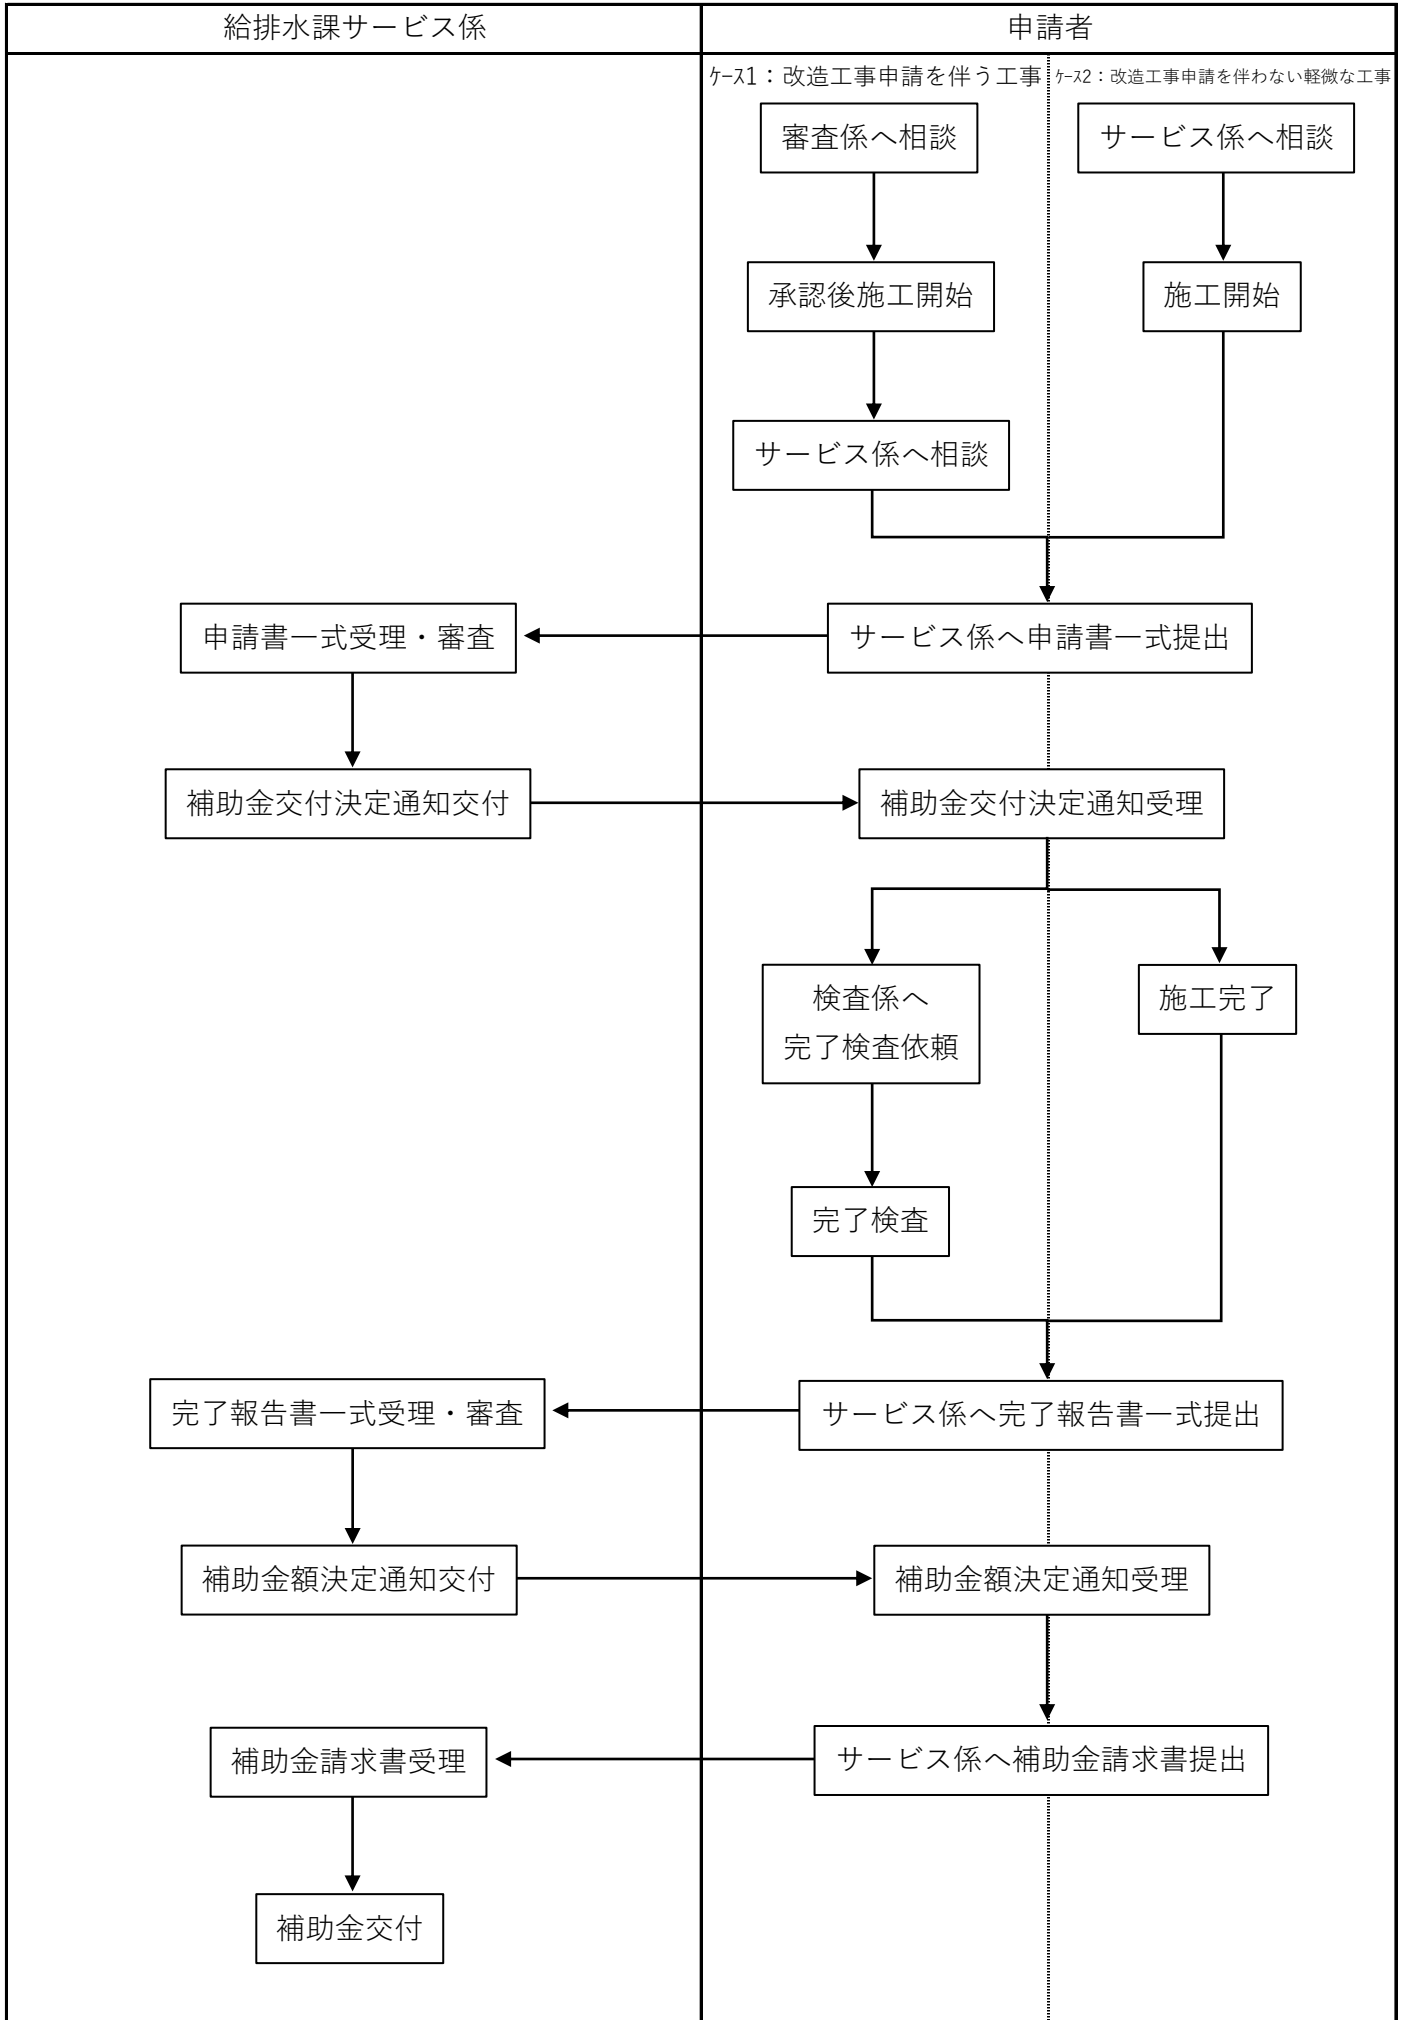 給排水課サービス係
申請者
ｹｰｽ1：改造工事申請を伴う工事
ｹｰｽ2：改造工事申請を伴わない軽微な工事
審査係へ相談
サービス係へ相談
承認後施工開始
施工開始
サービス係へ相談
申請書一式受理・審査
サービス係へ申請書一式提出
補助金交付決定通知交付
補助金交付決定通知受理
検査係へ
完了検査依頼
施工完了
完了検査
完了報告書一式受理・審査
サービス係へ完了報告書一式提出
補助金額決定通知交付
補助金額決定通知受理
補助金請求書受理
サービス係へ補助金請求書提出
補助金交付